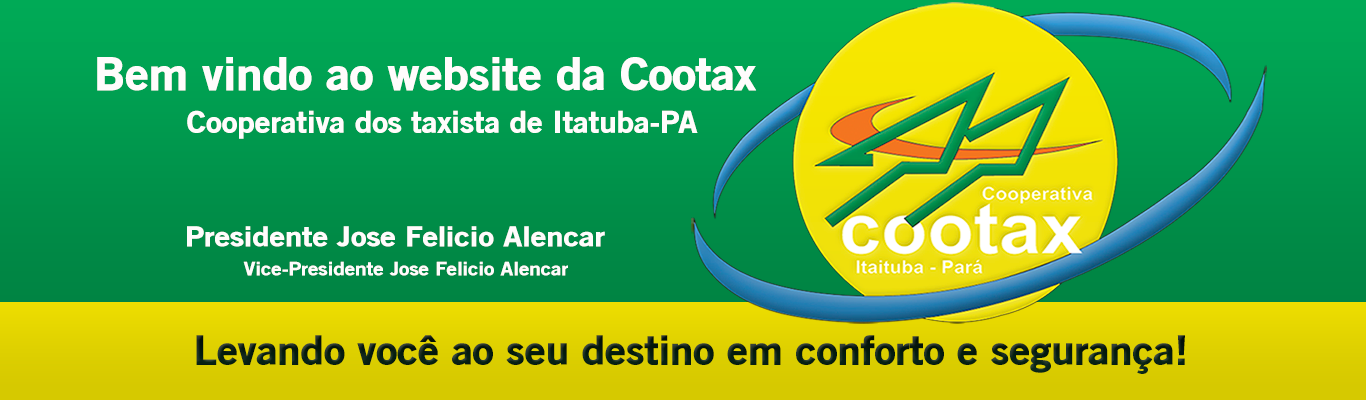 Bem vindo ao website da Cootax
Cooperativa dos taxista de Itatuba-PA
Presidente Jose Felicio Alencar
Vice-Presidente Jose Felicio Alencar
Cooperativa
cootax
Itaituba - Pará
Levando você ao seu destino em conforto e segurança!